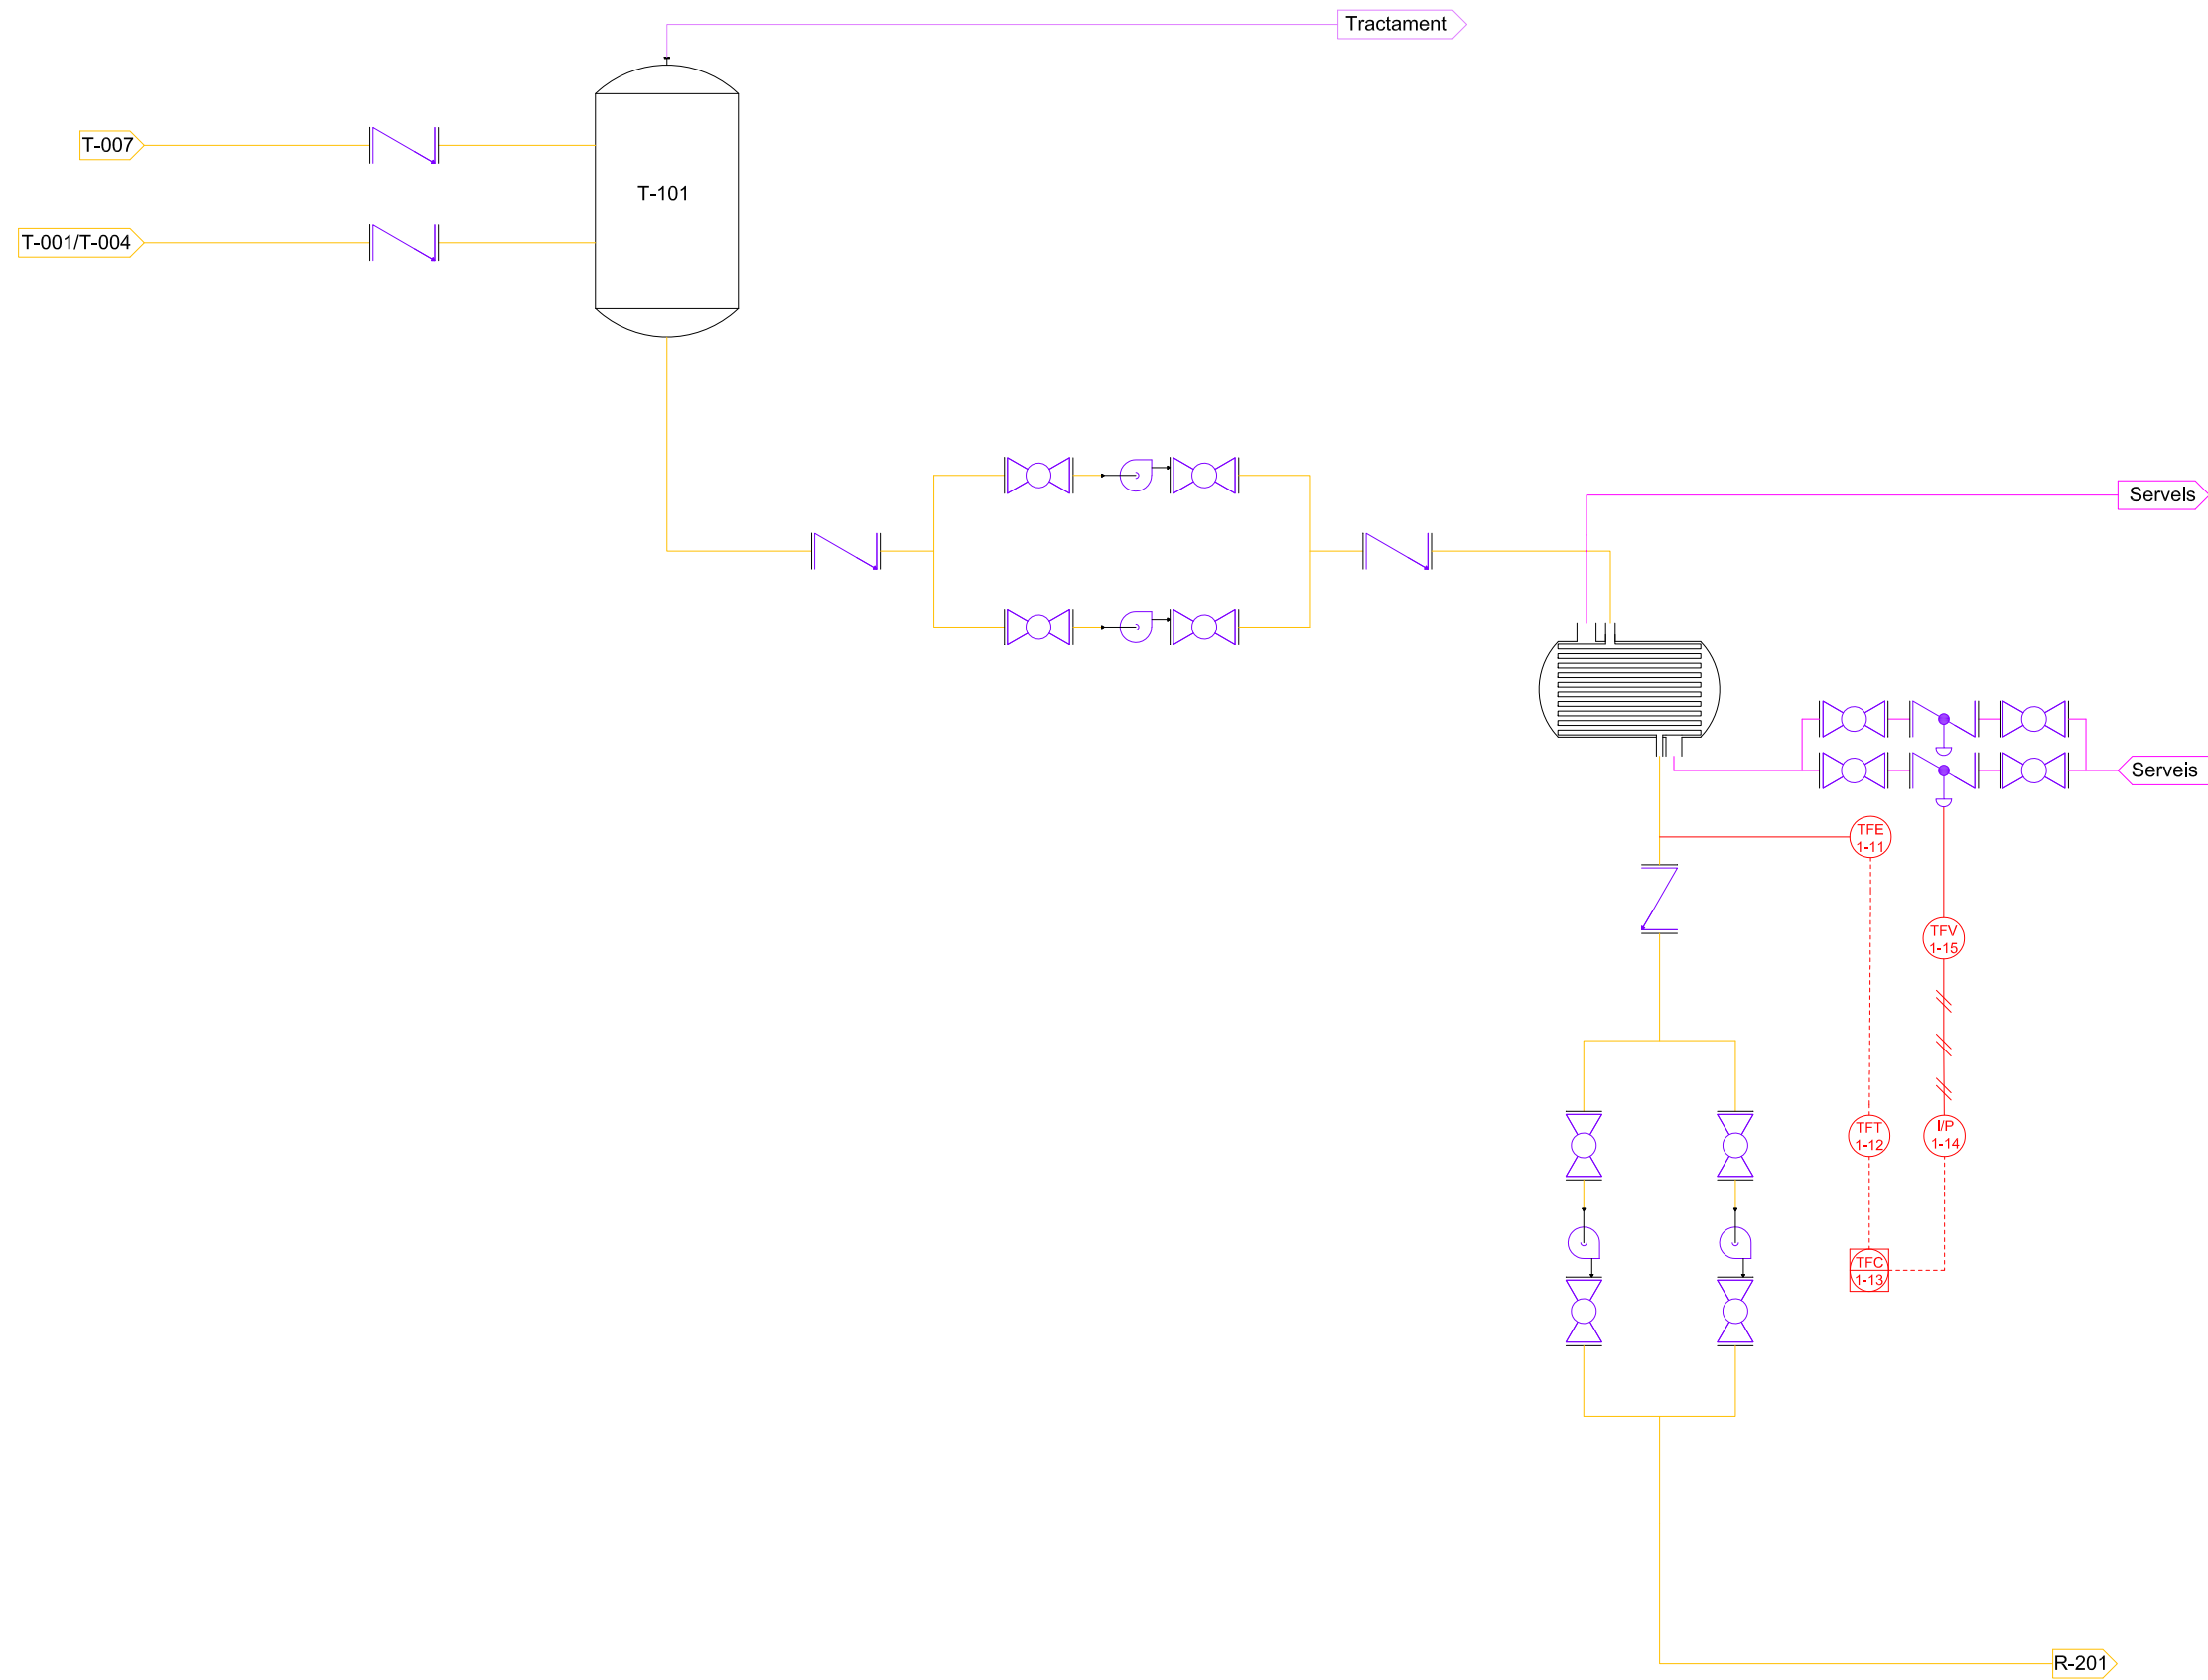 Tractament
T-007
T-101
T-001/T-004
Serveis
Serveis
TFE
1-11
TFV
1-15
TFT
1-12
I/P
1-14
TFC
1-13
R-201